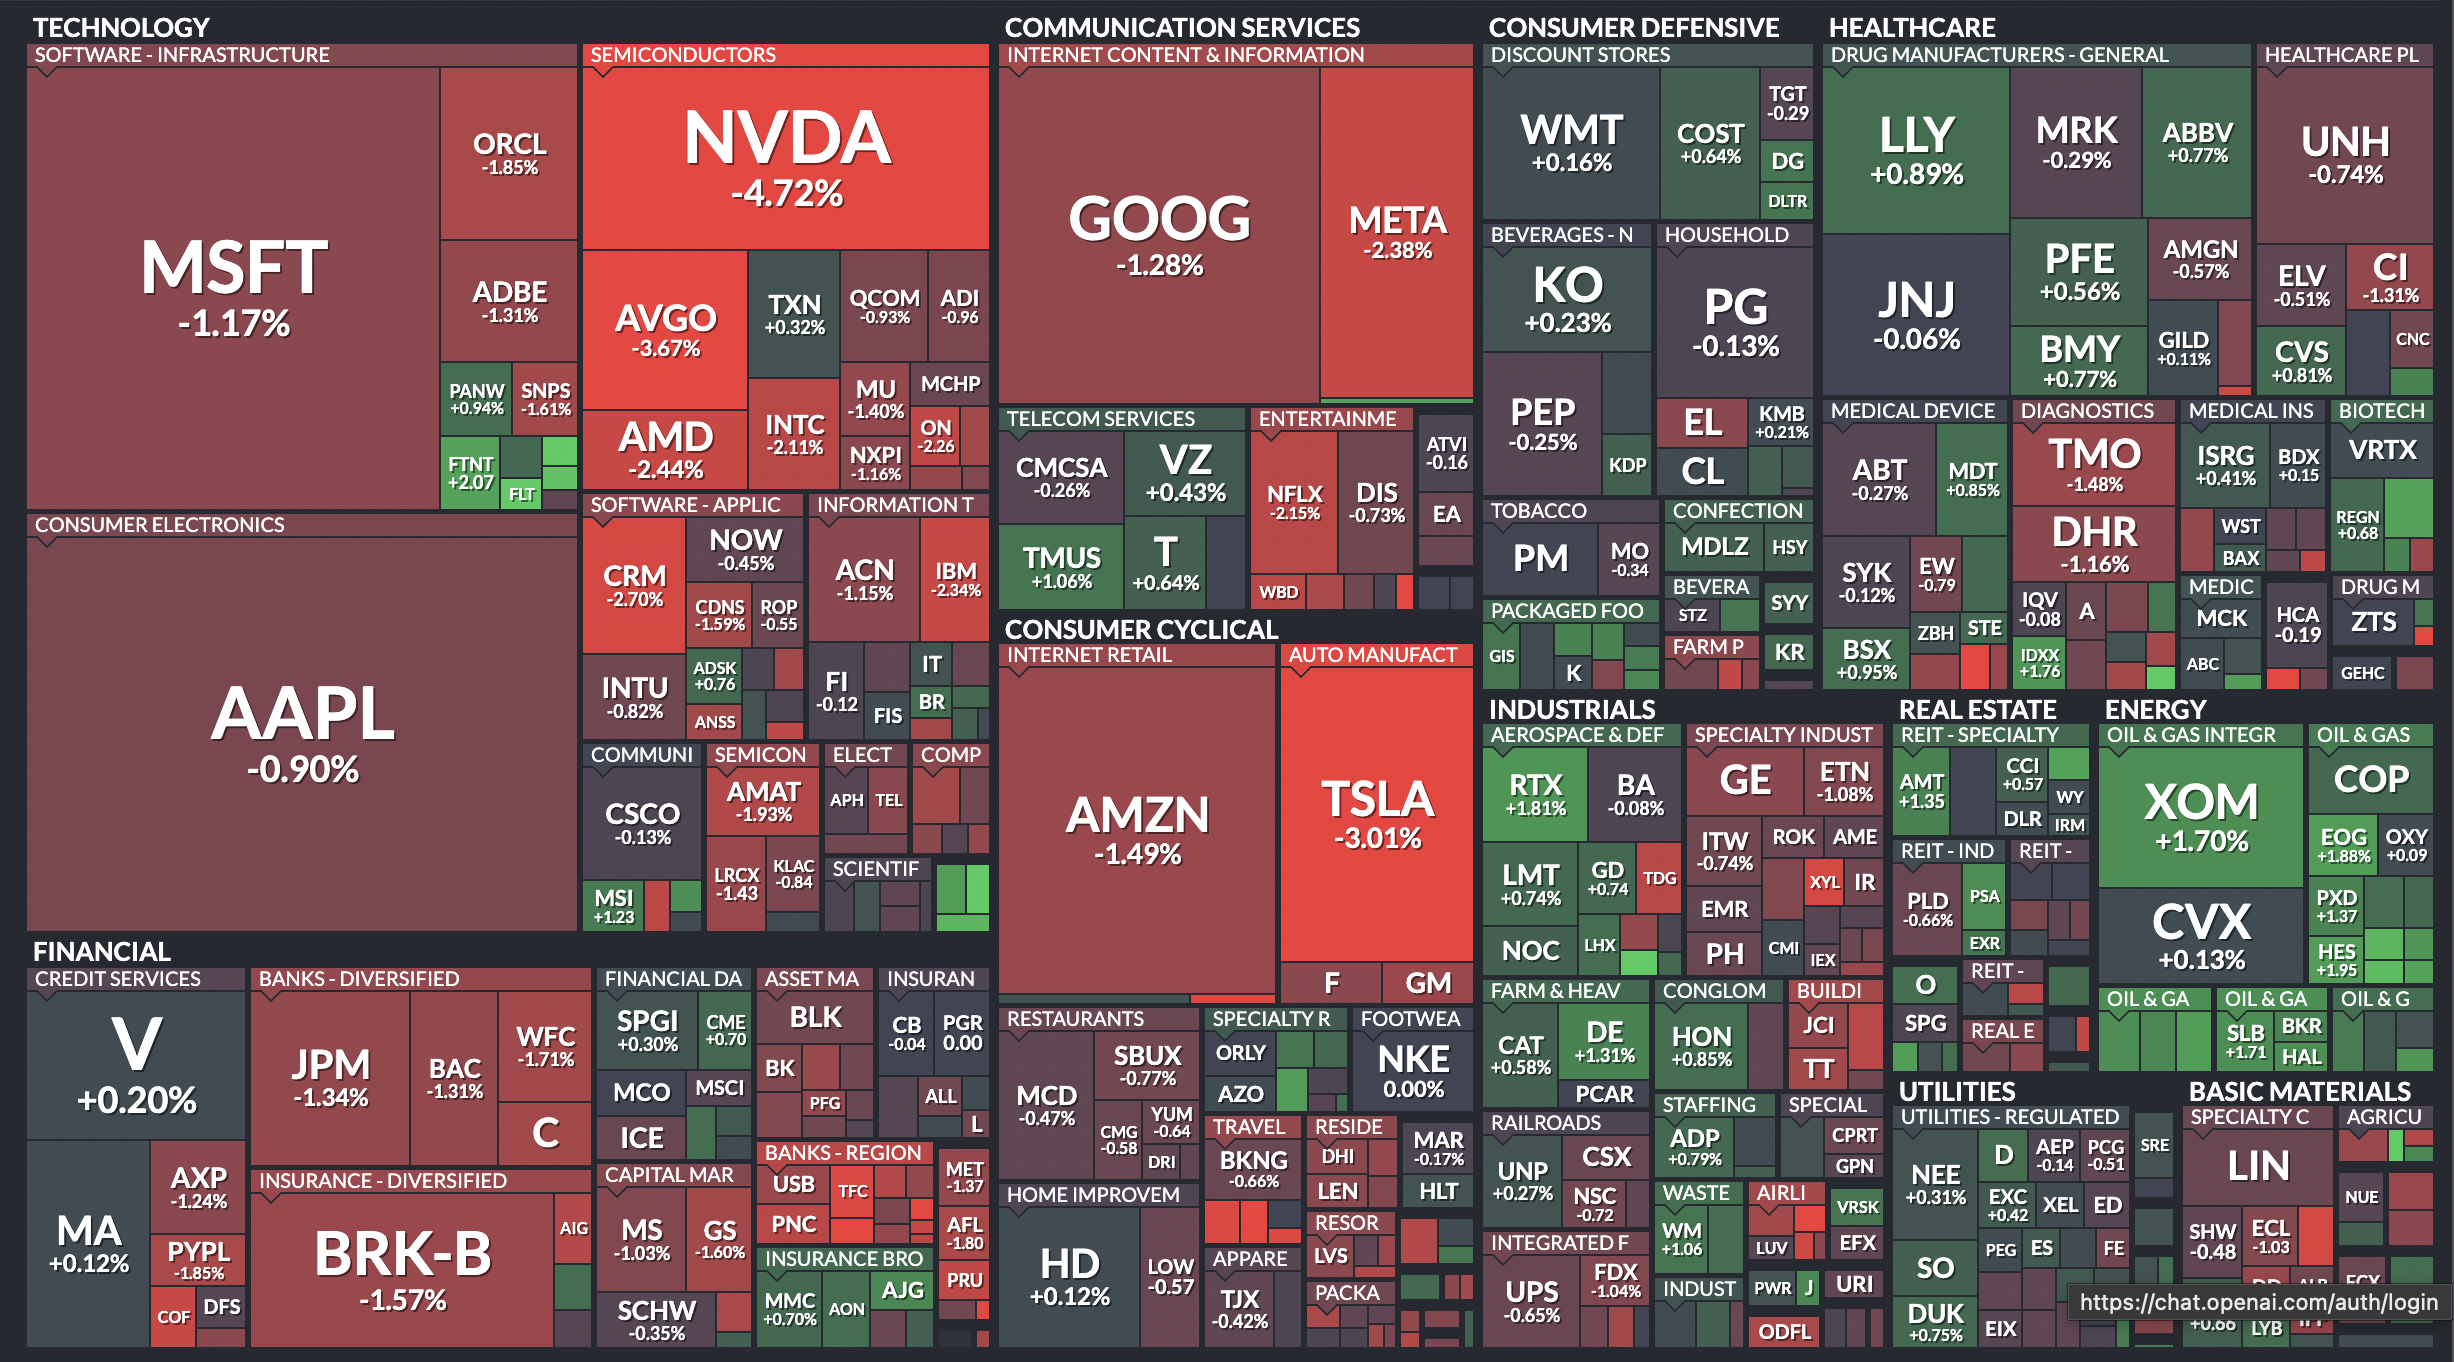 TECHNOLOGY
SOFTWARE - INFRASTRUCTURE
MSFT
-1.17%
ORCL
-1.85%
ADBE
-1.31%
PANW
+0.94%
SNPS
-1.61%
FTNT
+2.07
FLT
SEMICONDUCTORS
NVDA
-4.72%
AVGO
-3.67%
AMD
-2.44%
TXN
+0.32%
INTC
-2.11%
QCOM
-0.93%
ADI
-0.96
MU
-1.40%
MCHP
NXPI
-1.16%
ON
-2.26
CONSUMER ELECTRONICS
AAPL
-0.90%
SOFTWARE - APPLIC
CRM
-2.70%
INTU
-0.82%
NOW
-0.45%
CDNS
-1.59%
ROP
-0.55
ADSK
+0.76
ANSS
INFORMATION T
ACN
-1.15%
IBM
-2.34%
FI
-0.12
IT
FIS
BR
COMMUNI
CSCO
-0.13%
MSI
+1.23
SEMICON
AMAT
-1.93%
LRCX
-1.43
KLAC
-0.84
ELECT
APH
TEL
COMP
SCIENTIF
FINANCIAL
CREDIT SERVICES
V
+0.20%
MA
+0.12%
AXP
-1.24%
PYPL
-1.85%
COF
DFS
BANKS - DIVERSIFIED
JPM
-1.34%
BAC
-1.31%
WFC
-1.71%
C
INSURANCE - DIVERSIFIED
BRK-B
-1.57%
AIG
FINANCIAL DA
SPGI
+0.30%
CME
+0.70
MCO
MSCI
ICE
CAPITAL MAR
MS
-1.03%
GS
-1.60%
SCHW
-0.35%
ASSET MA
BLK
BK
PFG
INSURAN
CB
-0.04
PGR
0.00
ALL
L
BANKS - REGION
USB
TFC
PNC
INSURANCE BRO
MMC
+0.70%
AON
AJG
MET
-1.37
AFL
-1.80
PRU
COMMUNICATION SERVICES
INTERNET CONTENT & INFORMATION
GOOG
-1.28%
META
-2.38%
TELECOM SERVICES
CMCSA
-0.26%
VZ
+0.43%
TMUS
+1.06%
T
+0.64%
ENTERTAINME
NFLX
-2.15%
DIS
-0.73%
WBD
ATVI
-0.16
EA
CONSUMER CYCLICAL
INTERNET RETAIL
AMZN
-1.49%
AUTO MANUFACT
TSLA
-3.01%
F
GM
RESTAURANTS
MCD
-0.47%
SBUX
-0.77%
CMG
-0.58
YUM
-0.64
DRI
SPECIALTY R
ORLY
AZO
FOOTWEA
NKE
0.00%
HOME IMPROVEM
HD
+0.12%
LOW
-0.57
TRAVEL
BKNG
-0.66%
RESIDE
DHI
LEN
MAR
-0.17%
HLT
APPARE
TJX
-0.42%
RESOR
LVS
PACKA
CONSUMER DEFENSIVE
DISCOUNT STORES
WMT
+0.16%
COST
+0.64%
TGT
-0.29
DG
DLTR
BEVERAGES - N
KO
+0.23%
PEP
-0.25%
KDP
HOUSEHOLD
PG
-0.13%
EL
KMB
+0.21%
CL
TOBACCO
PM
MO
-0.34
CONFECTION
MDLZ
HSY
PACKAGED FOO
GIS
K
BEVERA
STZ
SYY
FARM P
KR
HEALTHCARE
DRUG MANUFACTURERS - GENERAL
LLY
+0.89%
JNJ
-0.06%
MRK
-0.29%
ABBV
+0.77%
PFE
+0.56%
AMGN
-0.57%
BMY
+0.77%
GILD
+0.11%
HEALTHCARE PL
UNH
-0.74%
ELV
-0.51%
CI
-1.31%
CVS
+0.81%
CNC
MEDICAL DEVICE
ABT
-0.27%
MDT
+0.85%
SYK
-0.12%
EW
-0.79
BSX
+0.95%
ZBH
STE
DIAGNOSTICS
TMO
-1.48%
DHR
-1.16%
IQV
-0.08
A
IDXX
+1.76
MEDICAL INS
ISRG
+0.41%
BDX
+0.15
WST
BAX
BIOTECH
VRTX
REGN
+0.68
MEDIC
MCK
ABC
HCA
-0.19
DRUG M
ZTS
GEHC
INDUSTRIALS
AEROSPACE & DEF
RTX
+1.81%
BA
-0.08%
LMT
+0.74%
GD
+0.74
TDG
NOC
LHX
SPECIALTY INDUST
GE
ETN
-1.08%
ITW
-0.74%
ROK
AME
XYL
IR
EMR
PH
CMI
IEX
FARM & HEAV
CAT
+0.58%
DE
+1.31%
PCAR
CONGLOM
HON
+0.85%
BUILDI
JCI
TT
RAILROADS
UNP
+0.27%
CSX
NSC
-0.72
STAFFING
ADP
+0.79%
SPECIAL
CPRT
GPN
WASTE
WM
+1.06
AIRLI
LUV
VRSK
EFX
INTEGRATED F
UPS
-0.65%
FDX
-1.04%
INDUST
PWR
J
URI
ODFL
REAL ESTATE
REIT - SPECIALTY
AMT
+1.35
CCI
+0.57
WY
DLR
IRM
REIT - IND
PLD
-0.66%
PSA
EXR
REIT -
O
REIT -
SPG
REAL E
ENERGY
OIL & GAS INTEGR
XOM
+1.70%
CVX
+0.13%
OIL & GAS
COP
EOG
+1.88%
OXY
+0.09
PXD
+1.37
HES
+1.95
OIL & GA
OIL & GA
SLB
+1.71
BKR
HAL
OIL & G
UTILITIES
UTILITIES - REGULATED
NEE
+0.31%
D
AEP
-0.14
PCG
-0.51
EXC
+0.42
XEL
ED
SO
PEG
ES
FE
DUK
+0.75%
EIX
SRE
BASIC MATERIALS
SPECIALTY C
LIN
SHW
-0.48
ECL
-1.03
+0.66
LYB
AGRICU
NUE
https://chat.openai.com/auth/login